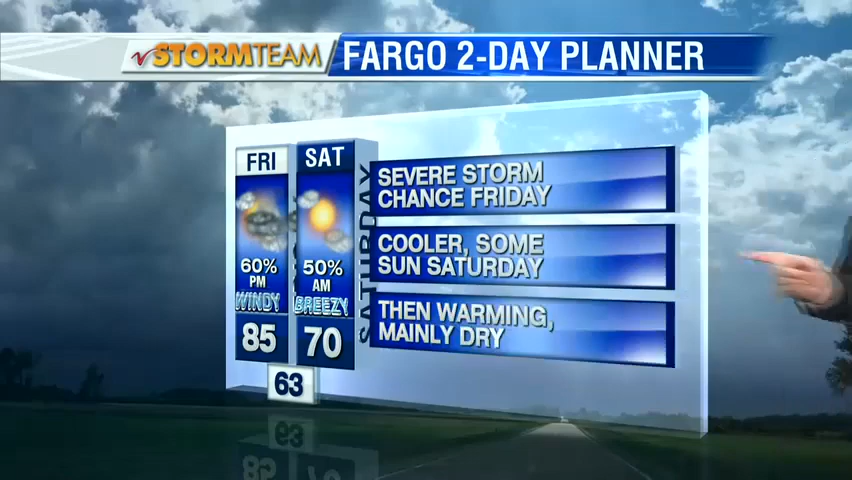 STORMTEAM
FARGO 2-DAY PLANNER
FRI
60%
PM
WINDY
85
SAT
50%
AM
BREEZY
70
63
SATURDAY
SEVERE STORM
CHANCE FRIDAY
COOLER, SOME
SUN SATURDAY
THEN WARMING,
MAINLY DRY